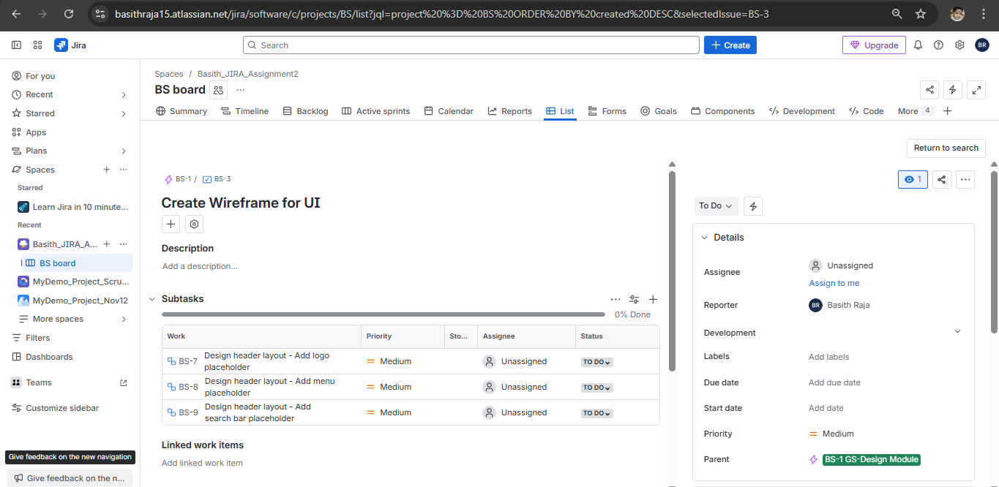 basithraja15.atlassian.net/jira/software/c/projects/BS/list?jql=project%20%3D%20BS%20ORDER%20BY%20created%20DESC&selectedIssue=BS-3
Jira
Search
Create
Upgrade
BR
For you
Recent
Starred
Apps
Plans
Spaces
Starred
Learn Jira in 10 minute...
Recent
Basith_JIRA_A...
BS board
MyDemo_Project_Scru...
MyDemo_Project_Nov12
More spaces
Filters
Dashboards
Teams
Customize sidebar
Give feedback on the new navigation
Give feedback on the n...
Spaces / Basith_JIRA_Assignment2
BS board
Summary Timeline Backlog Active sprints Calendar Reports List Forms Goals Components Development Code More 4
Return to search
BS-1 / BS-3
1
Create Wireframe for UI
Description
Add a description...
Subtasks
0% Done
Work Priority Sto... Assignee Status
BS-7 Design header layout - Add logo
placeholder
Medium Unassigned TO DO
BS-8 Design header layout - Add menu
placeholder
Medium Unassigned TO DO
BS-9 Design header layout - Add
search bar placeholder
Medium Unassigned TO DO
Linked work items
Add linked work item
To Do
Details
Assignee
Unassigned
Assign to me
Reporter
BR Basith Raja
Development
Labels Add labels
Due date Add due date
Start date Add date
Priority Medium
Parent BS-1 GS-Design Module